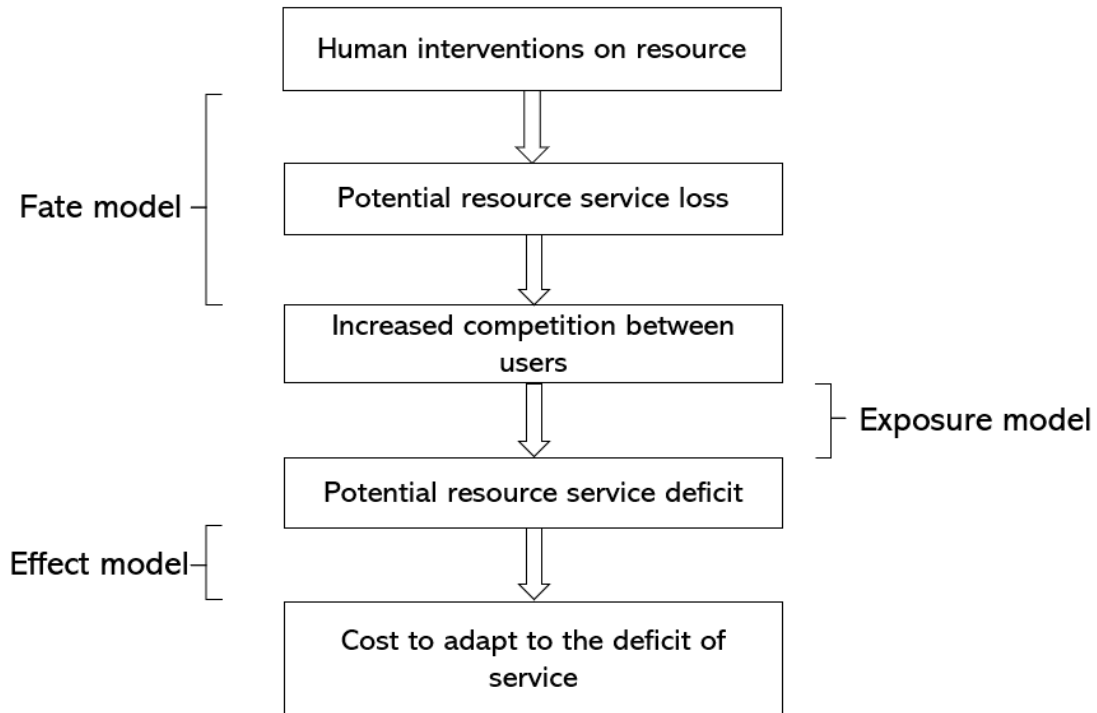 Human interventions on resource
Fate model
Potential resource service loss
Increased competition between
users
Exposure model
Potential resource service deficit
Effect model
Cost to adapt to the deficit of
service